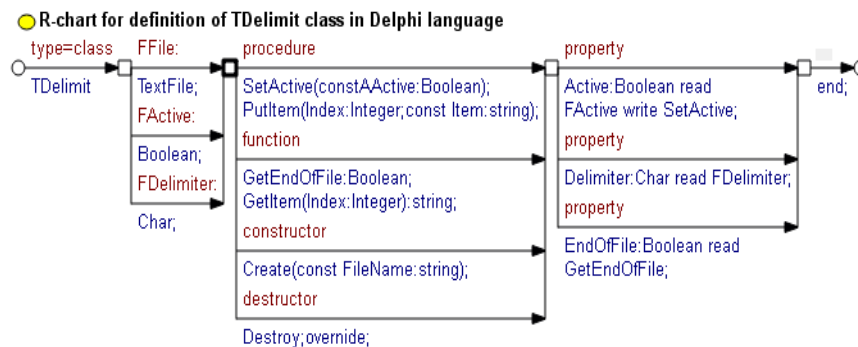 R-chart for definition of TDelimit class in Delphi language
type=class
TDelimit
FFile:
TextFile;
FActive:
Boolean;
FDelimiter:
Char;
procedure
SetActive(constAActive:Boolean);
PutItem(Index:Integer;const Item:string);
function
GetEndOfFile:Boolean;
GetItem(Index:Integer):string;
constructor
Create(const FileName:string);
destructor
Destroy;override;
property
Active:Boolean read
FActive write SetActive;
property
Delimiter:Char read FDelimiter;
property
EndOfFile:Boolean read
GetEndOfFile;
end;